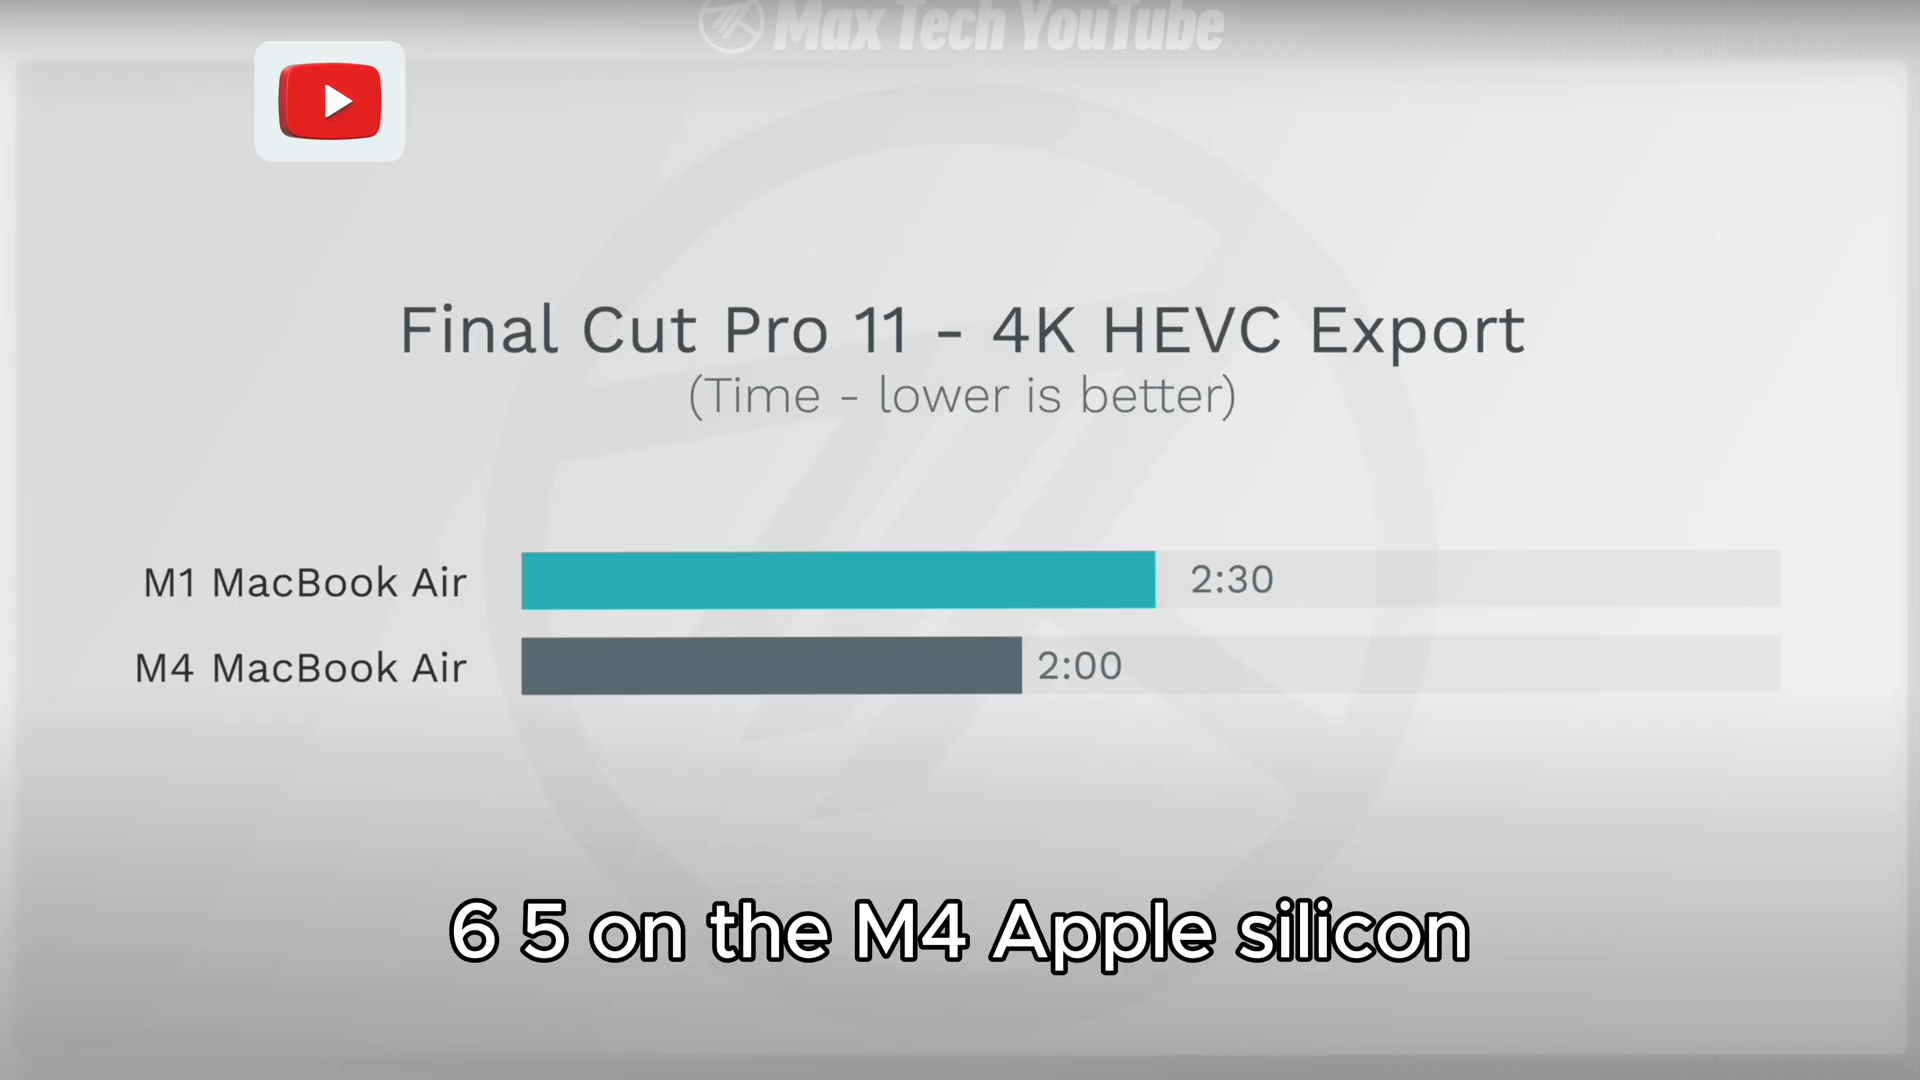 Max Tech YouTube
Final Cut Pro 11 - 4K HEVC Export
(Time - lower is better)
M1 MacBook Air 2:30
M4 MacBook Air 2:00
6 5 on the M4 Apple silicon